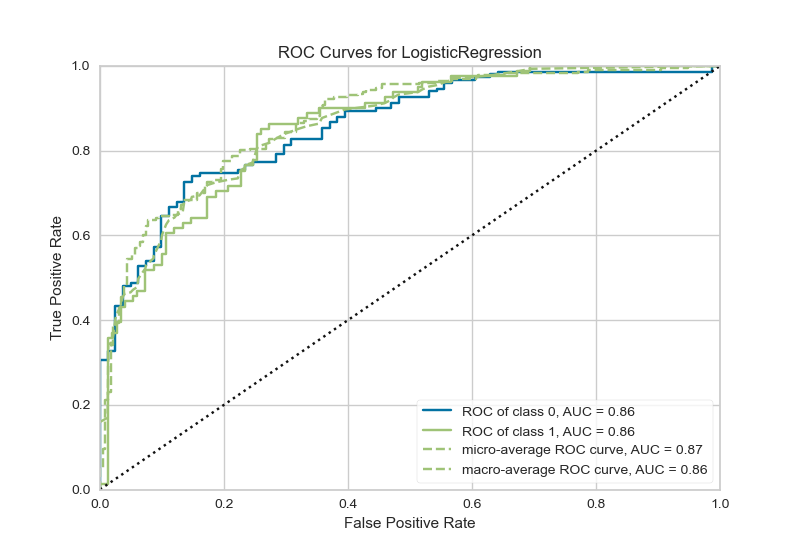 ROC Curves for LogisticRegression
1.0
0.8
0.6
0.4
0.2
0.0
True Positive Rate
ROC of class 0, AUC = 0.86
ROC of class 1, AUC = 0.86
micro-average ROC curve, AUC = 0.87
macro-average ROC curve, AUC = 0.86
0.0 0.2 0.4 0.6 0.8 1.0
False Positive Rate